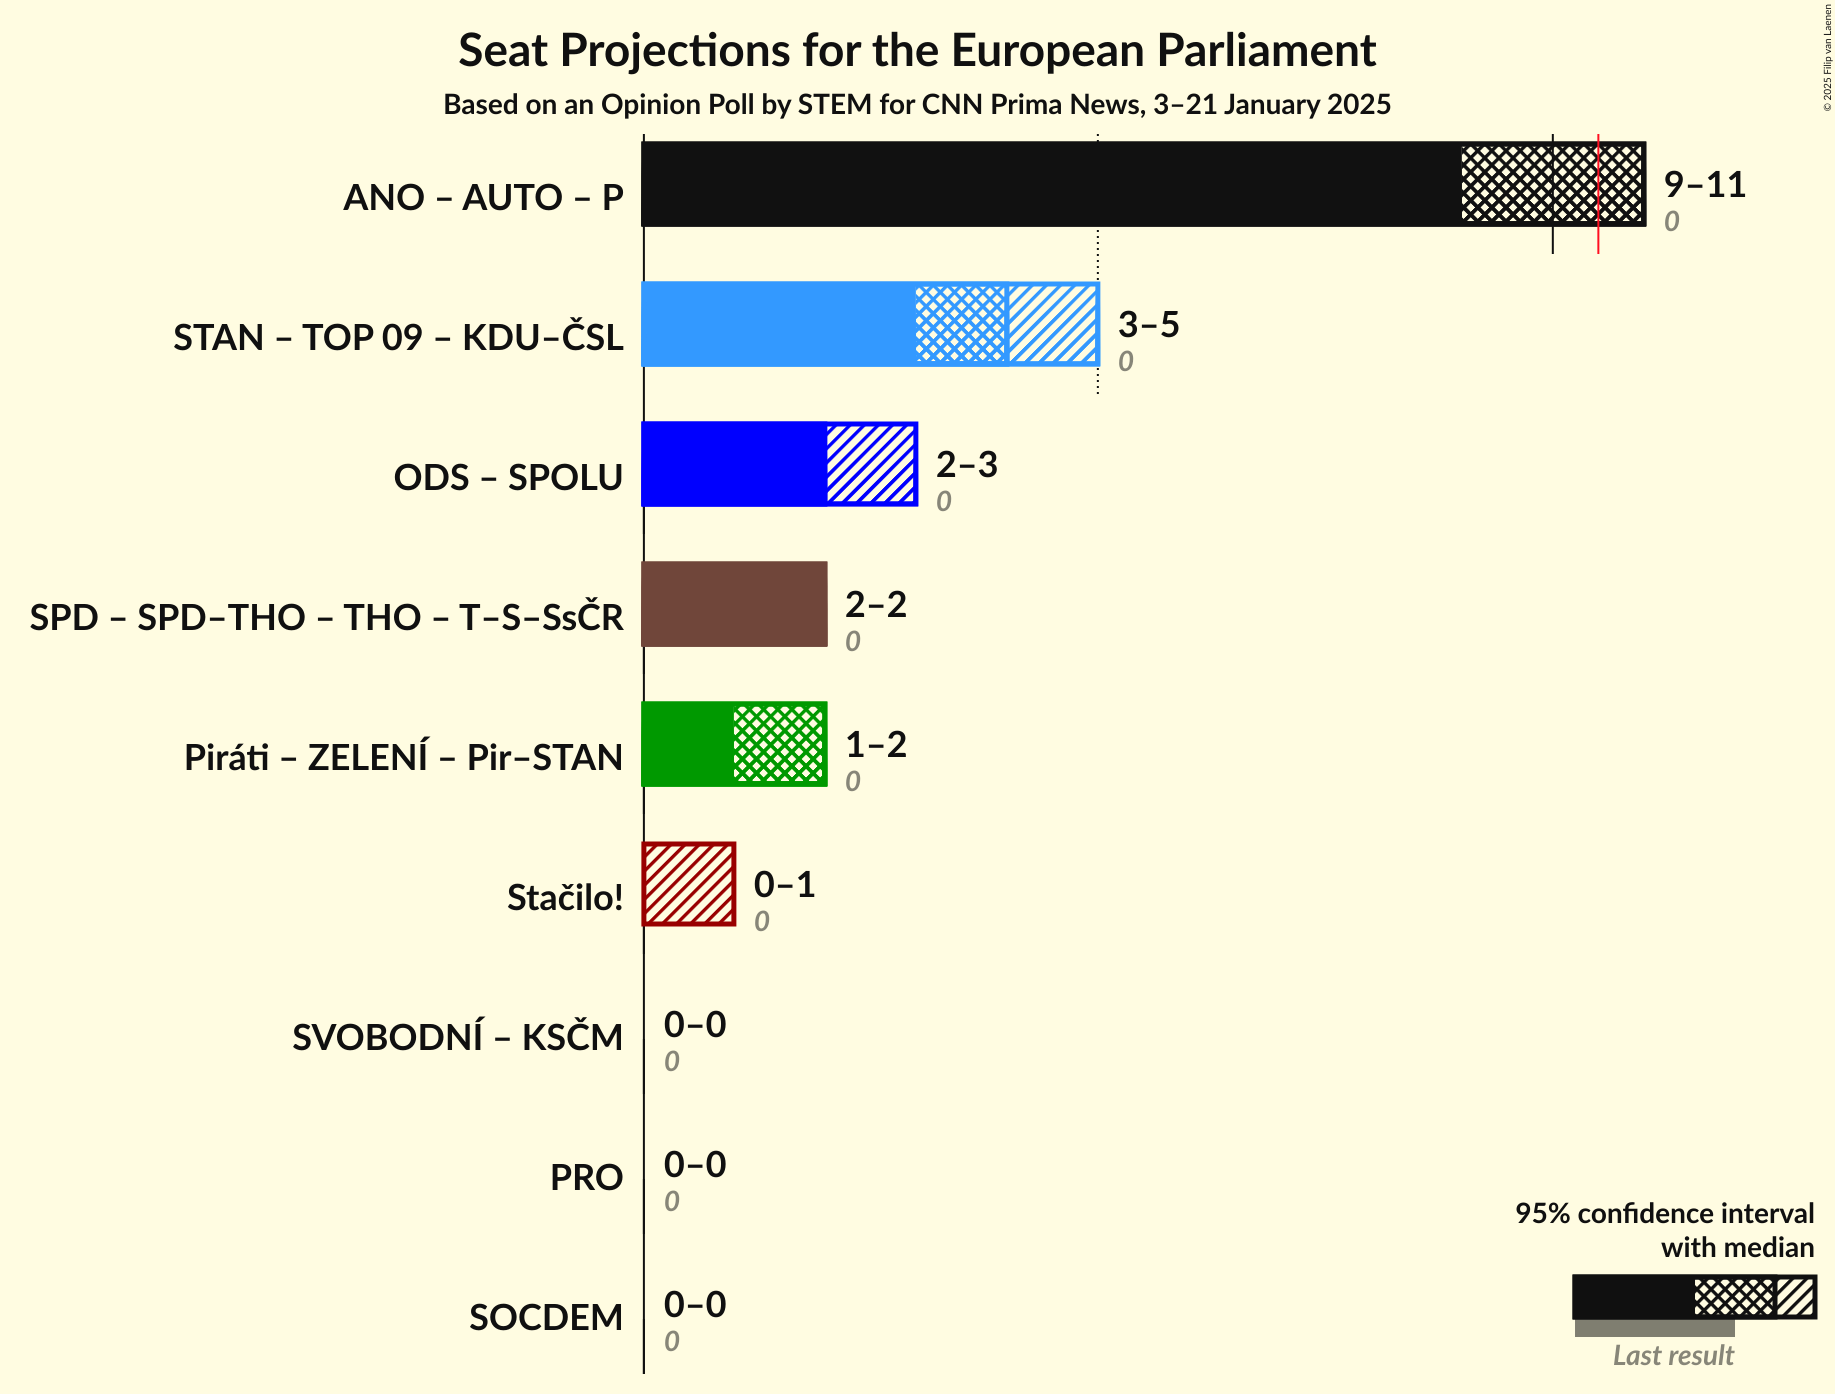 Seat Projections for the European Parliament
Based on an Opinion Poll by STEM for CNN Prima News, 3–21 January 2025
© 2025 Filip van Laenen
ANO – AUTO – P
9–11
0
STAN – TOP 09 – KDU–ČSL
3–5
0
ODS – SPOLU
2–3
0
SPD – SPD–THO – THO – T–S–SsČR
2–2
0
Piráti – ZELENÍ – Pir–STAN
1–2
0
Stačilo!
0–1
0
SVOBODNÍ – KSČM
0–0
0
PRO
0–0
0
SOCDEM
0–0
0
95% confidence interval
with median
Last result